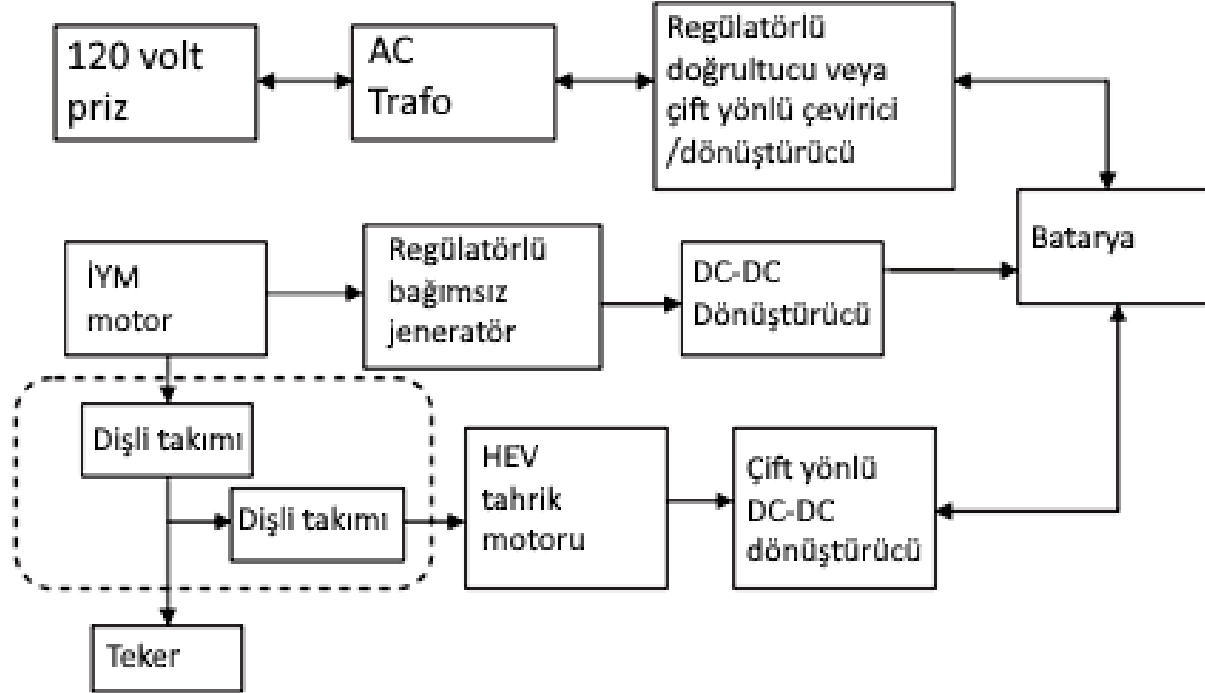 120 volt
priz
AC
Trafo
Regülatörlü
doğrultucu veya
çift yönlü çevirici
/dönüştürücü
Batarya
İYM
motor
Regülatörlü
bağımsız
jeneratör
DC-DC
Dönüştürücü
Dişli takımı
Dişli takımı
HEV
tahrik
motoru
Çift yönlü
DC-DC
dönüştürücü
Teker